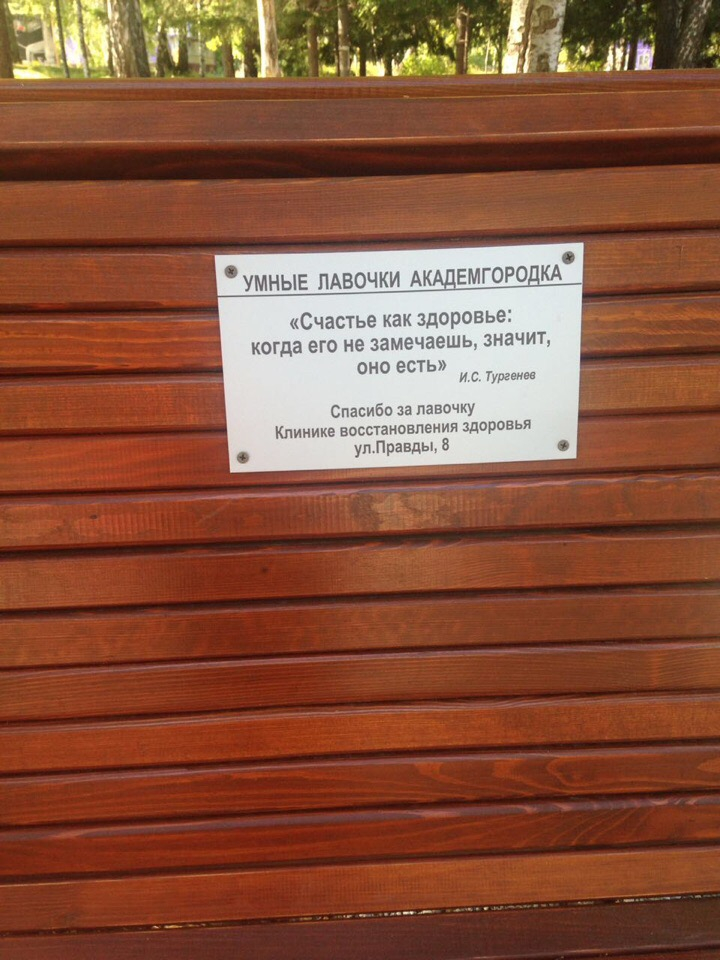 УМНЫЕ ЛАВОЧКИ АКАДЕМГОРОДКА
«Счастье как здоровье:
когда его не замечаешь, значит,
оно есть»
И.С. Тургенев
Спасибо за лавочку
Клинике восстановления здоровья
ул.Правды, 8